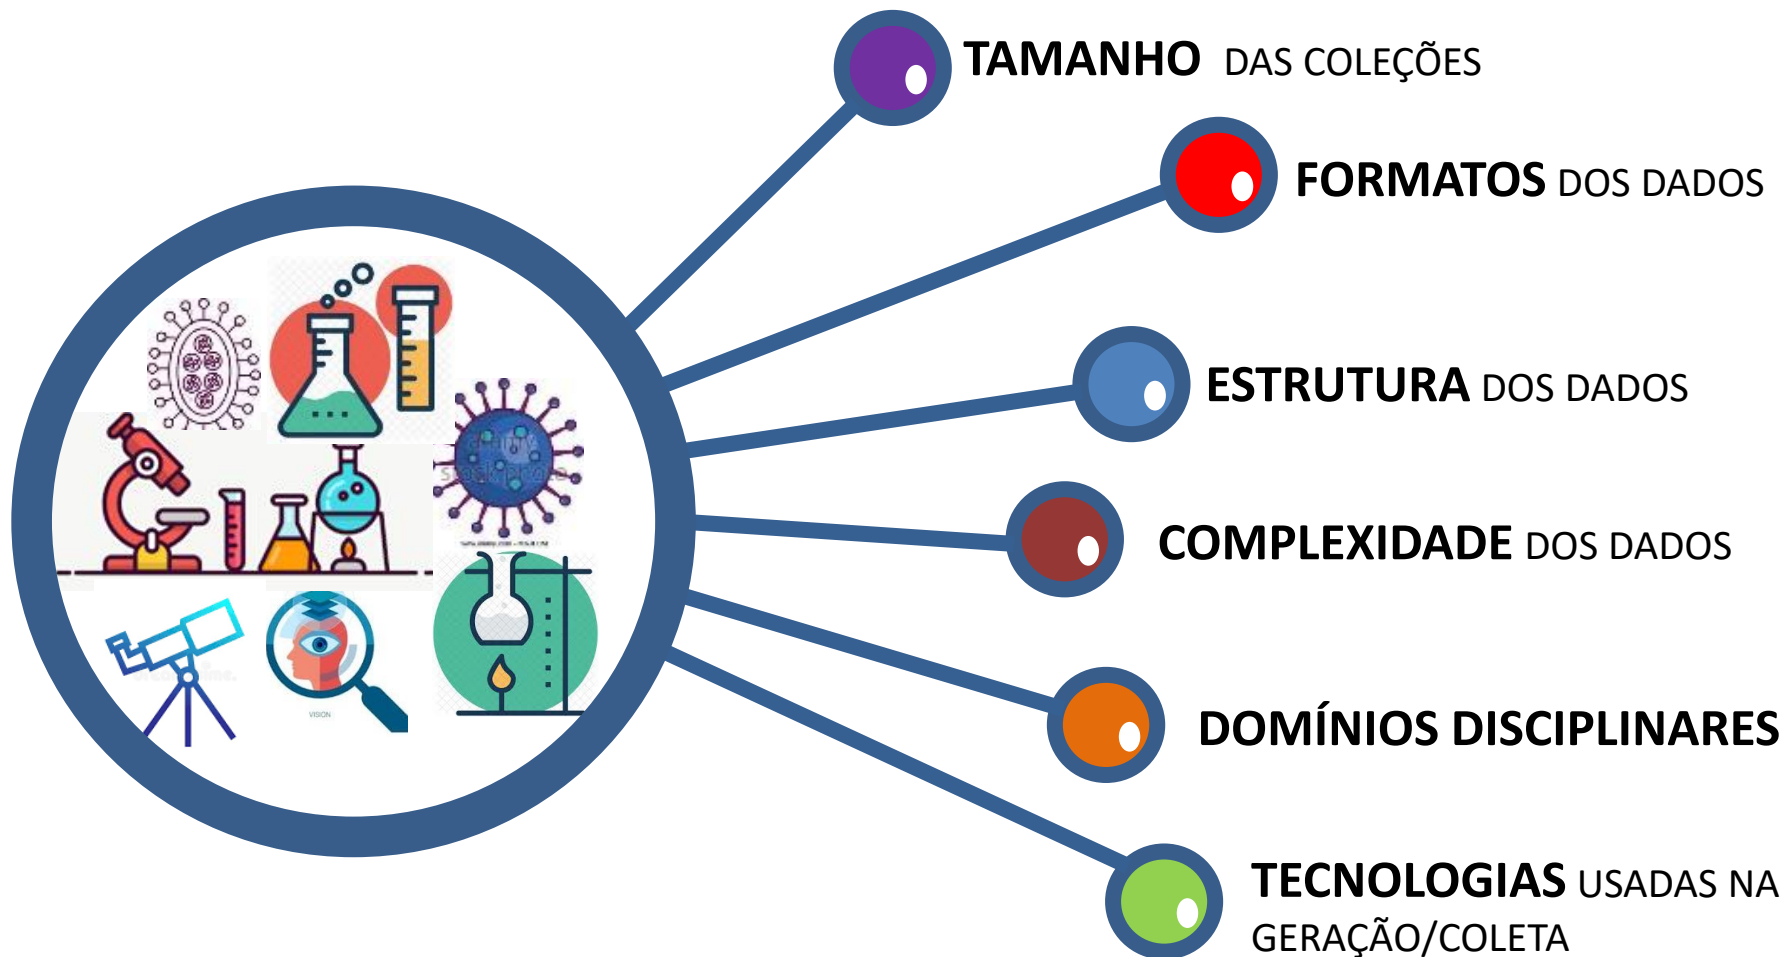 TAMANHO DAS COLEÇÕES
FORMATOS DOS DADOS
ESTRUTURA DOS DADOS
COMPLEXIDADE DOS DADOS
DOMÍNIOS DISCIPLINARES
TECNOLOGIAS USADAS NA
GERAÇÃO/COLETA
VISION